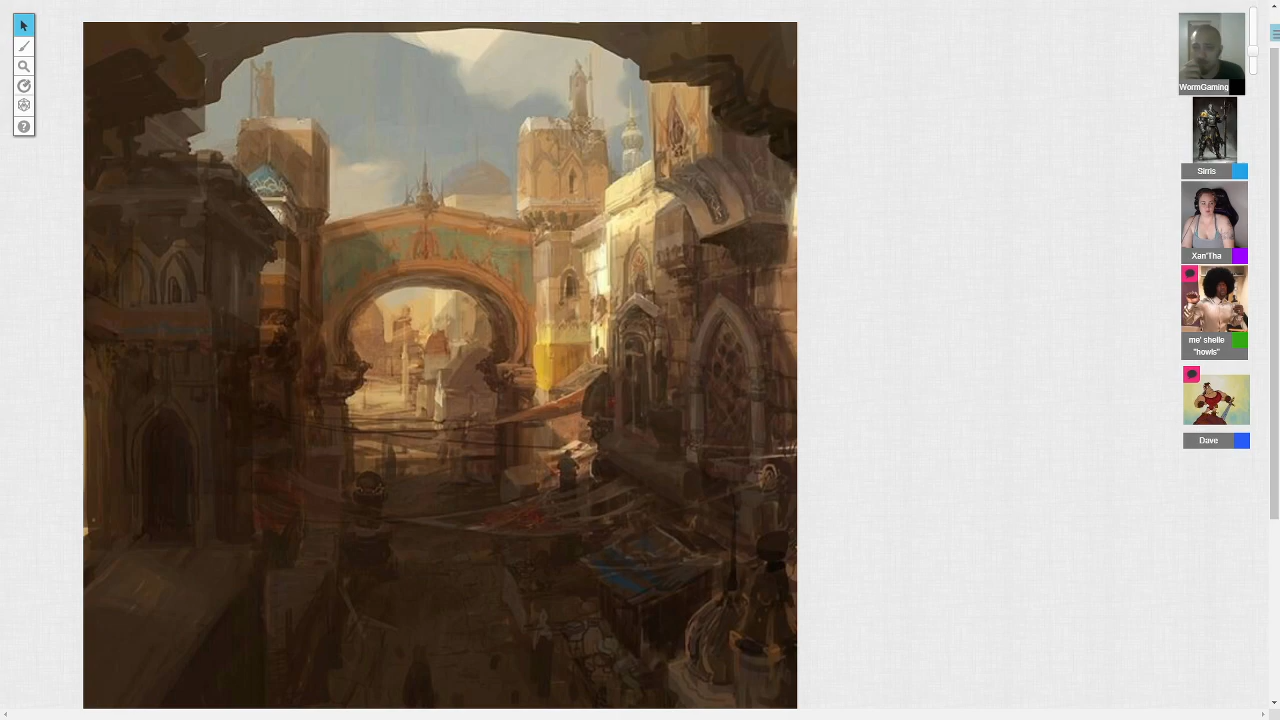 WormGaming
Sirris
Xan'Tha
me' shelle
"howls"
Dave
?